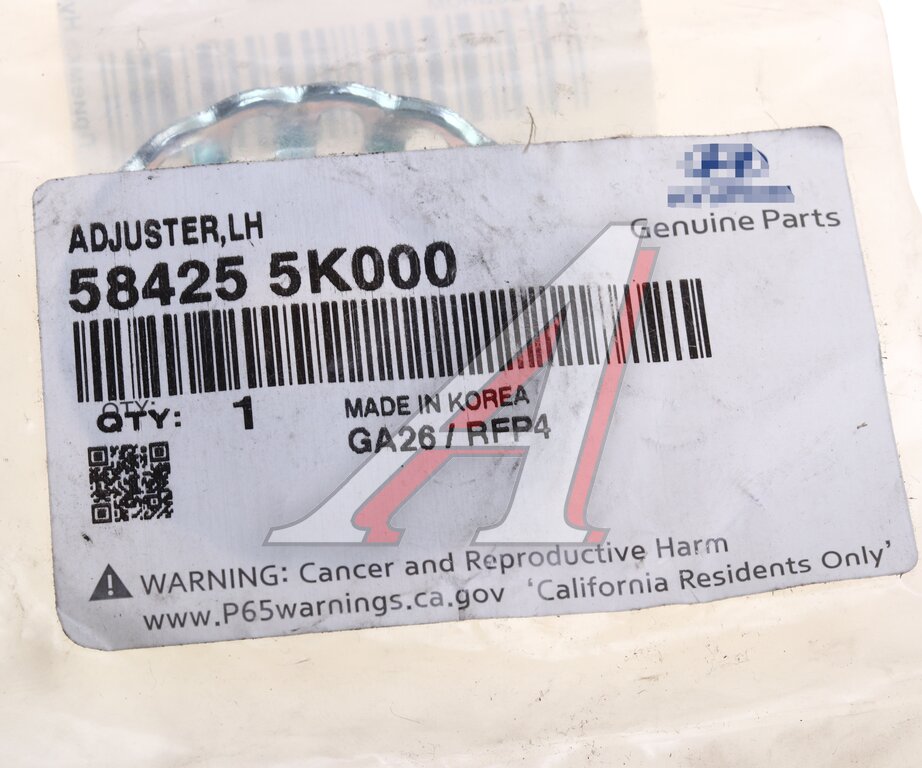 Genuine Parts
ADJUSTER,LH
58425 5K000
QTY: 1
MADE IN KOREA
GA26 / RFP4
WARNING: Cancer and Reproductive Harm
www.P65warnings.ca.gov ‘California Residents Only’